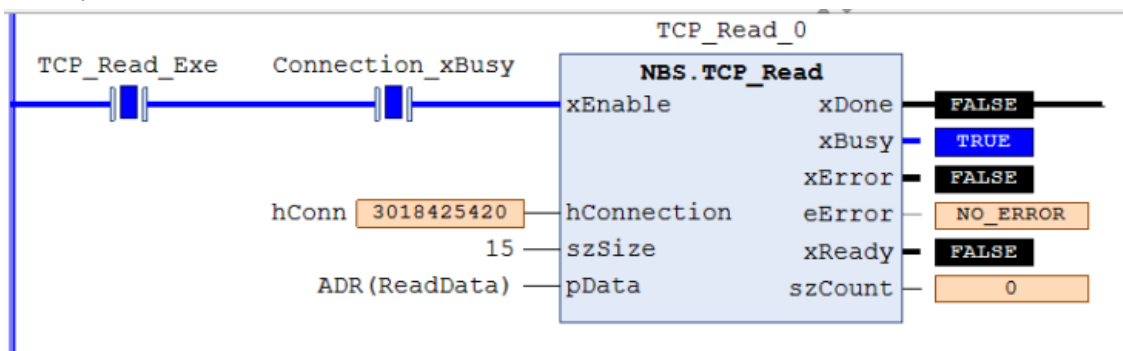 TCP_Read_0
TCP_Read_Exe Connection_xBusy NBS.TCP_Read
xEnable xDone FALSE
xBusy TRUE
xError FALSE
hConn 3018425420 hConnection eError NO_ERROR
15 szSize xReady FALSE
ADR(ReadData) pData szCount 0